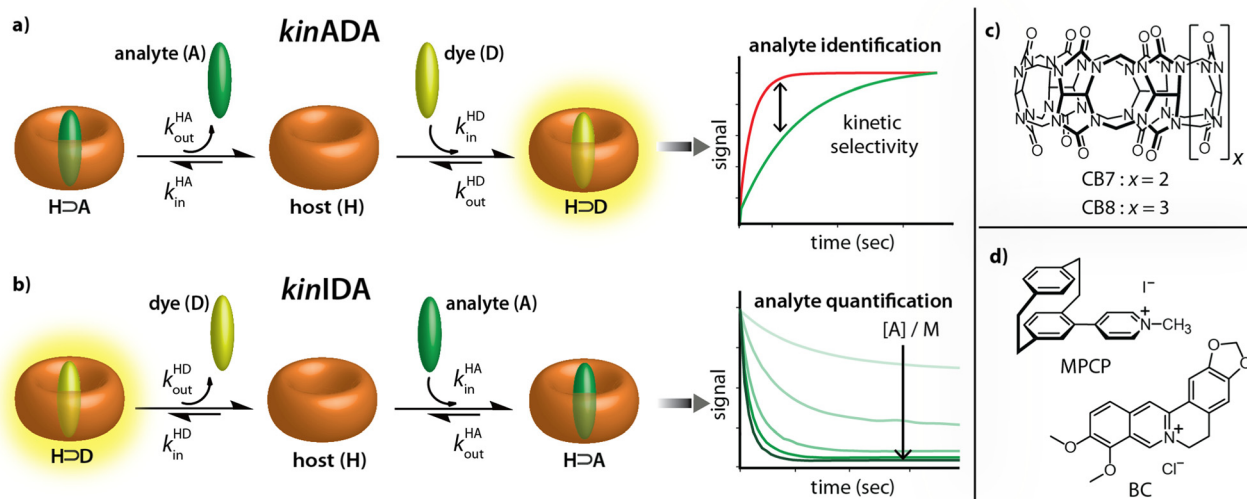 a)
kinADA
analyte (A)
dye (D)
k_out^HA
k_in^HA
k_in^HD
k_out^HD
H⊃A
host (H)
H⊃D
analyte identification
signal
kinetic
selectivity
time (sec)
b)
kinIDA
dye (D)
analyte (A)
k_out^HD
k_in^HD
k_in^HA
k_out^HA
H⊃D
host (H)
H⊃A
analyte quantification
[A] / M
signal
time (sec)
c)
O O O O O
N N N N N N N N N N
N N N N N N N N N N
O O O O O
x
CB7 : x = 2
CB8 : x = 3
d)
I⁻
+
N–CH₃
MPCP
O
O
+
N
O
O
Cl⁻
BC